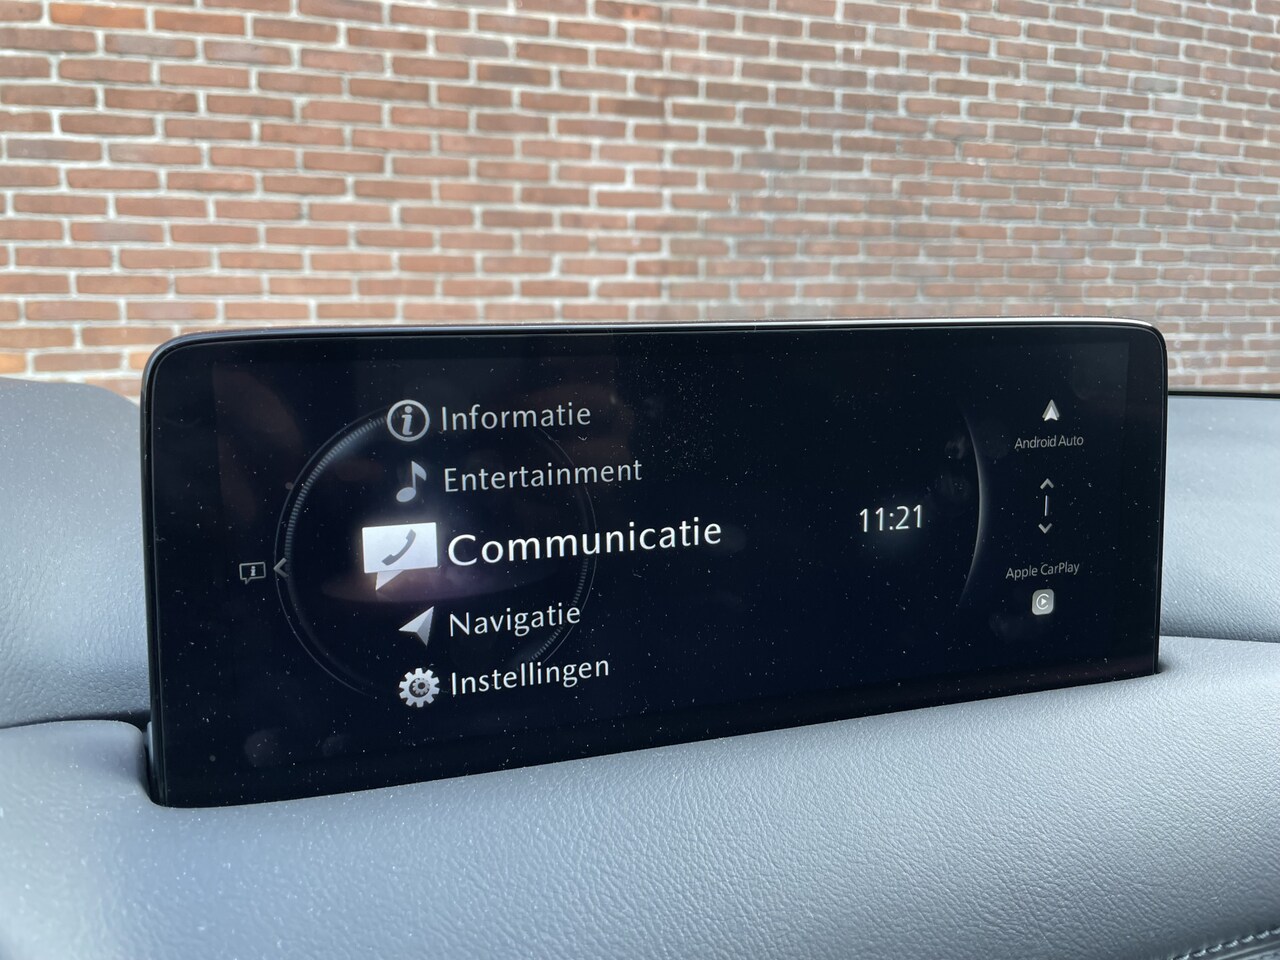 Informatie
Entertainment
Communicatie
Navigatie
Instellingen
11:21
Android Auto
Apple CarPlay